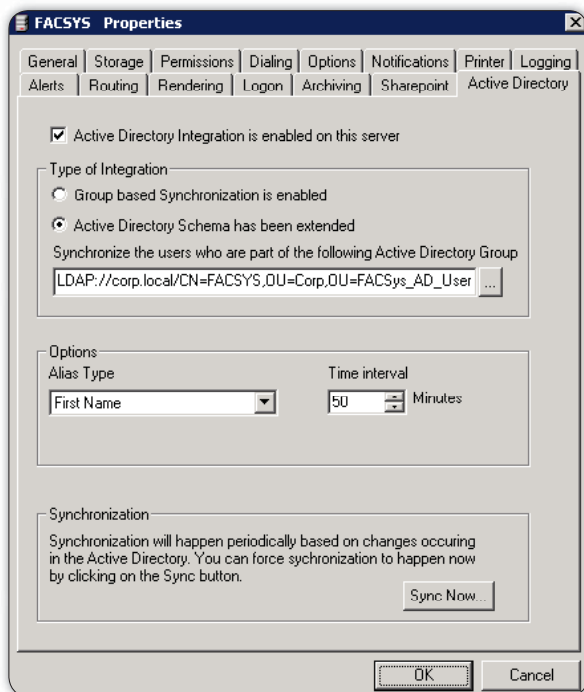 FACSYS Properties
General Storage Permissions Dialing Options Notifications Printer Logging
Alerts Routing Rendering Logon Archiving Sharepoint Active Directory
Active Directory Integration is enabled on this server
Type of Integration
Group based Synchronization is enabled
Active Directory Schema has been extended
Synchronize the users who are part of the following Active Directory Group
LDAP://corp.local/CN=FACSYS,OU=Corp,OU=FACSys_AD_User ...
Options
Alias Type Time interval
First Name 50 Minutes
Synchronization
Synchronization will happen periodically based on changes occuring
in the Active Directory. You can force sychronization to happen now
by clicking on the Sync button.
Sync Now...
OK Cancel